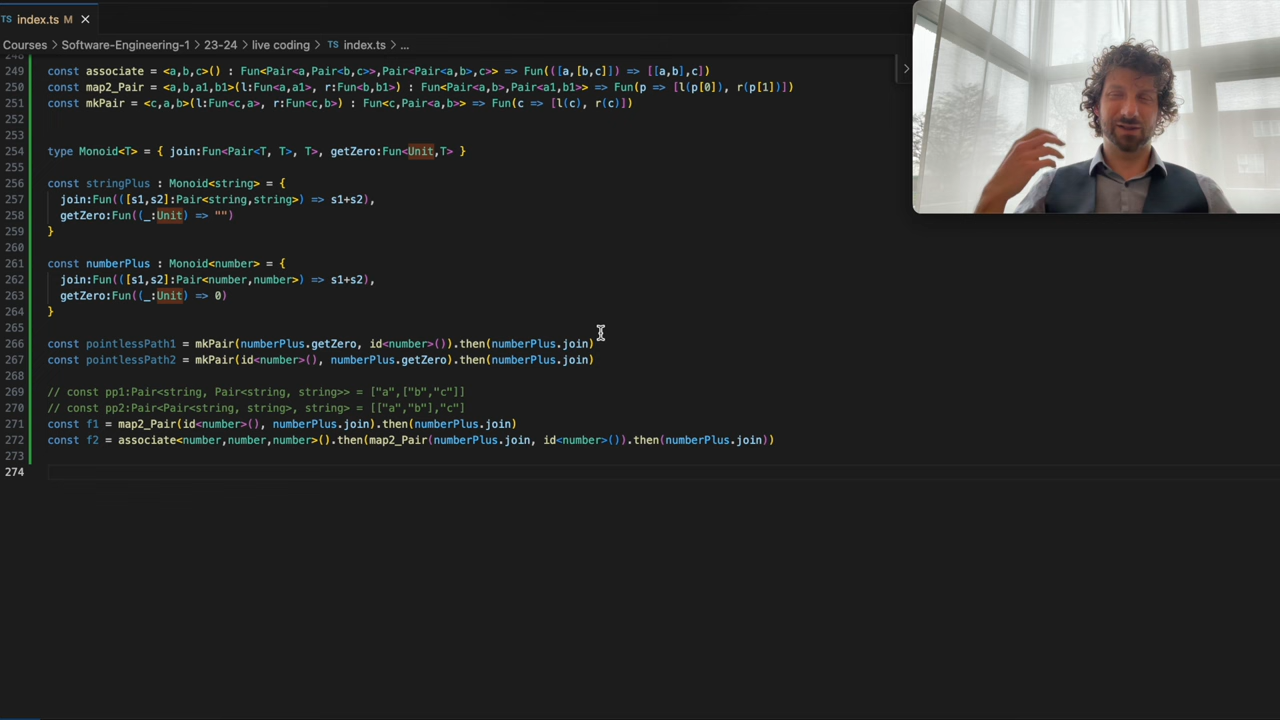 TS index.ts M ×
Courses > Software-Engineering-1 > 23-24 > live coding > TS index.ts > ...
248
249 const associate = <a,b,c>() : Fun<Pair<a,Pair<b,c>>,Pair<Pair<a,b>,c>> => Fun(([a,[b,c]]) => [[a,b],c])
250 const map2_Pair = <a,b,a1,b1>(l:Fun<a,a1>, r:Fun<b,b1>) : Fun<Pair<a,b>,Pair<a1,b1>> => Fun(p => [l(p[0]), r(p[1])])
251 const mkPair = <c,a,b>(l:Fun<c,a>, r:Fun<c,b>) : Fun<c,Pair<a,b>> => Fun(c => [l(c), r(c)])
252
253
254 type Monoid<T> = { join:Fun<Pair<T, T>, T>, getZero:Fun<Unit,T> }
255
256 const stringPlus : Monoid<string> = {
257 join:Fun(([s1,s2]:Pair<string,string>) => s1+s2),
258 getZero:Fun((_:Unit) => "")
259 }
260
261 const numberPlus : Monoid<number> = {
262 join:Fun(([s1,s2]:Pair<number,number>) => s1+s2),
263 getZero:Fun((_:Unit) => 0)
264 }
265
266 const pointlessPath1 = mkPair(numberPlus.getZero, id<number>()).then(numberPlus.join)
267 const pointlessPath2 = mkPair(id<number>(), numberPlus.getZero).then(numberPlus.join)
268
269 // const pp1:Pair<string, Pair<string, string>> = ["a",["b","c"]]
270 // const pp2:Pair<Pair<string, string>, string> = [["a","b"],"c"]
271 const f1 = map2_Pair(id<number>(), numberPlus.join).then(numberPlus.join)
272 const f2 = associate<number,number,number>().then(map2_Pair(numberPlus.join, id<number>()).then(numberPlus.join))
273
274